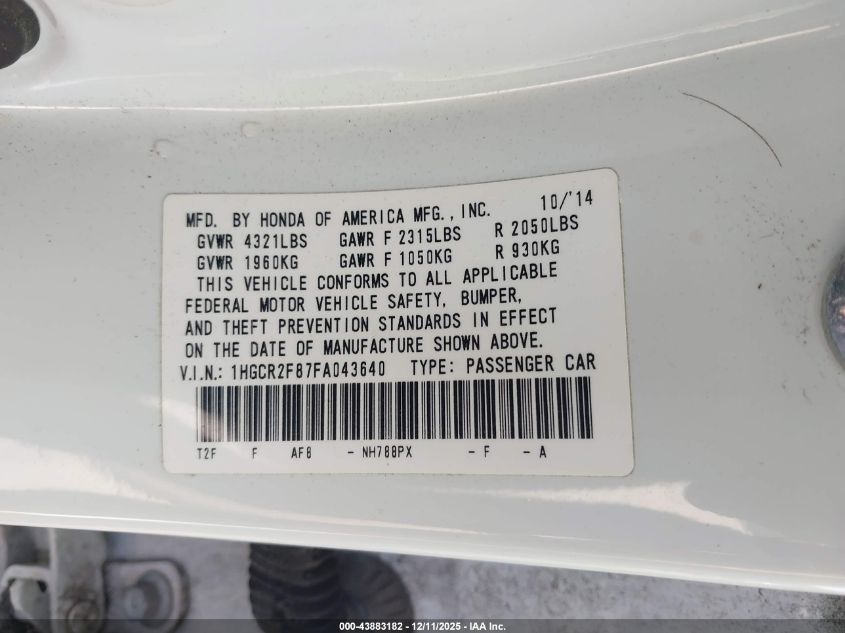 MFD. BY HONDA OF AMERICA MFG., INC. 10/'14
GVWR 4321LBS GAWR F 2315LBS R 2050LBS
GVWR 1960KG GAWR F 1050KG R 930KG
THIS VEHICLE CONFORMS TO ALL APPLICABLE
FEDERAL MOTOR VEHICLE SAFETY, BUMPER,
AND THEFT PREVENTION STANDARDS IN EFFECT
ON THE DATE OF MANUFACTURE SHOWN ABOVE.
V.I.N.: 1HGCR2F87FA043640 TYPE: PASSENGER CAR
T2F F AF8 - NH788PX - F - A
000-43883182 - 12/11/2025 - IAA Inc.